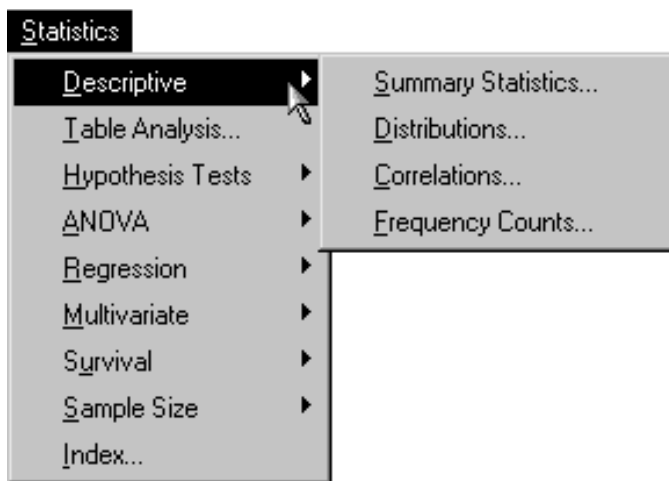 Statistics
Descriptive
Table Analysis...
Hypothesis Tests
ANOVA
Regression
Multivariate
Survival
Sample Size
Index...
Summary Statistics...
Distributions...
Correlations...
Frequency Counts...